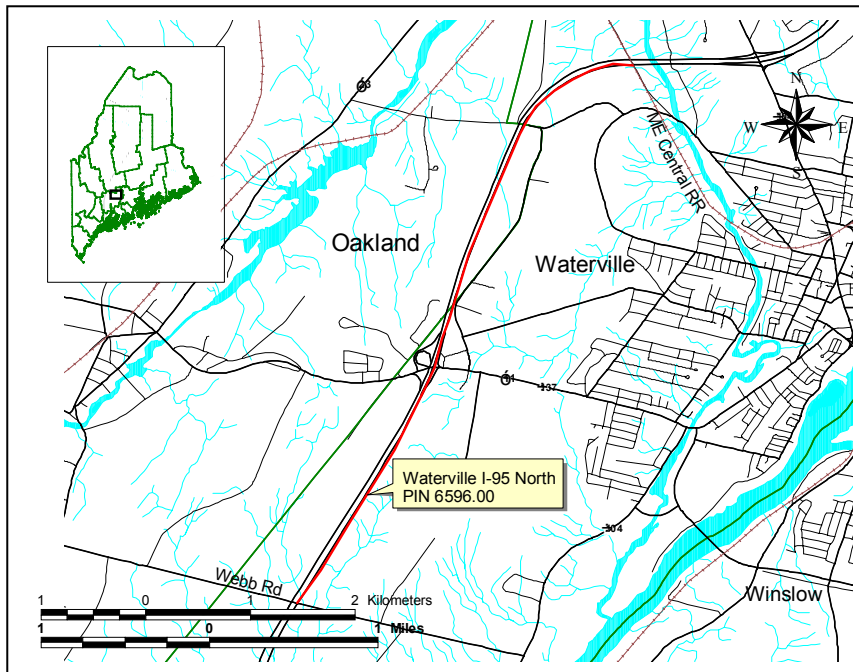 N
W
E
S
ME Central RR
Oakland
Waterville
137
Waterville I-95 North
PIN 6596.00
104
Webb Rd
Winslow
1 0 1 2 Kilometers
1 0 1 Miles